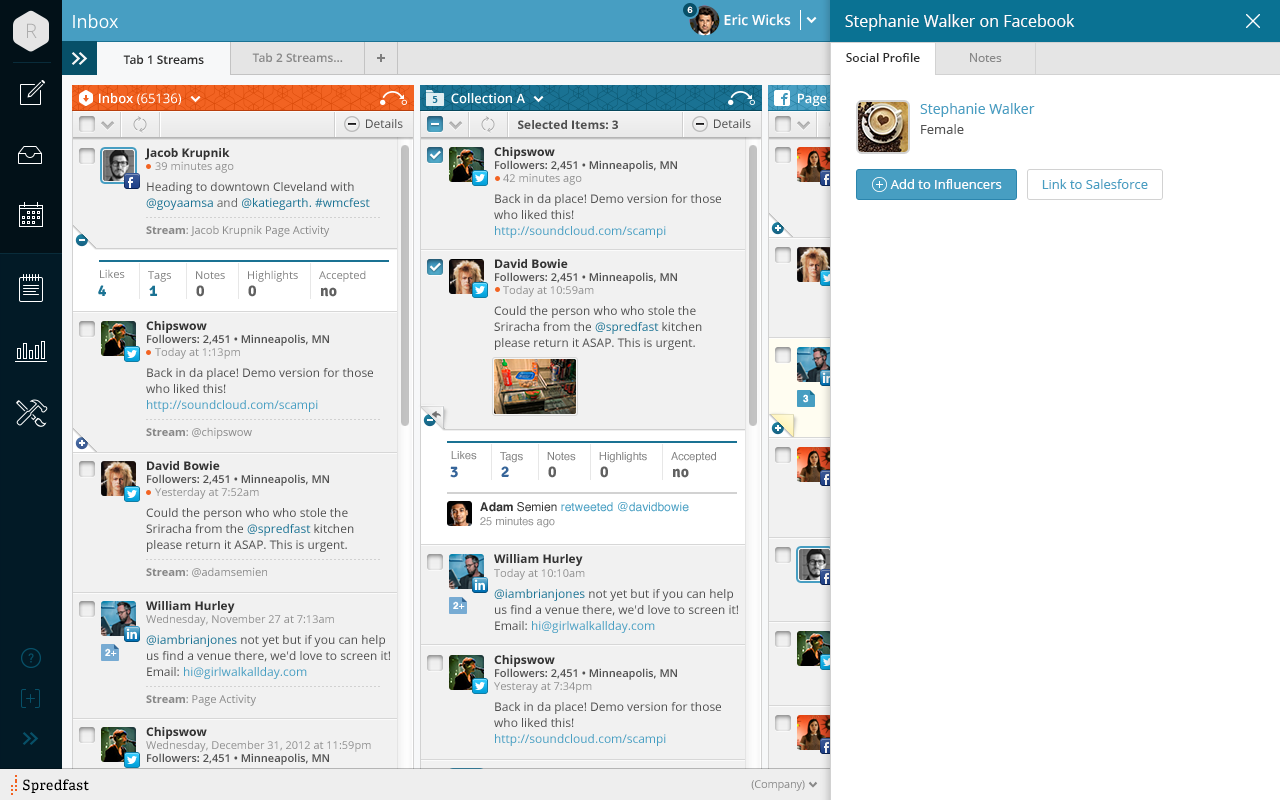 R
Inbox
6
Eric Wicks
Stephanie Walker on Facebook
Tab 1 Streams
Tab 2 Streams...
+
Social Profile
Notes
Inbox (65136)
Details
Jacob Krupnik
39 minutes ago
Heading to downtown Cleveland with
@goyaamsa and @katiegarth. #wmcfest
Stream: Jacob Krupnik Page Activity
Likes Tags Notes Highlights Accepted
4 1 0 0 no
Chipswow
Followers: 2,451 • Minneapolis, MN
Today at 1:13pm
Back in da place! Demo version for those
who liked this!
http://soundcloud.com/scampi
Stream: @chipswow
David Bowie
Followers: 2,451 • Minneapolis, MN
Yesterday at 7:52am
Could the person who who stole the
Sriracha from the @spredfast kitchen
please return it ASAP. This is urgent.
Stream: @adamsemien
William Hurley
Wednesday, November 27 at 7:13am
2+
@iambrianjones not yet but if you can help
us find a venue there, we'd love to screen it!
Email: hi@girlwalkallday.com
Stream: Page Activity
Chipswow
Wednesday, December 31, 2012 at 11:59pm
Followers: 2,451 • Minneapolis, MN
5
Collection A
Selected Items: 3
Details
Chipswow
Followers: 2,451 • Minneapolis, MN
42 minutes ago
Back in da place! Demo version for those
who liked this!
http://soundcloud.com/scampi
David Bowie
Followers: 2,451 • Minneapolis, MN
Today at 10:59am
Could the person who who stole the
Sriracha from the @spredfast kitchen
please return it ASAP. This is urgent.
Likes Tags Notes Highlights Accepted
3 2 0 0 no
Adam Semien retweeted @davidbowie
25 minutes ago
William Hurley
Today at 10:10am
2+
@iambrianjones not yet but if you can help
us find a venue there, we'd love to screen it!
Email: hi@girlwalkallday.com
Chipswow
Followers: 2,451 • Minneapolis, MN
Yesteray at 7:34pm
Back in da place! Demo version for those
who liked this!
http://soundcloud.com/scampi
Page
3
Stephanie Walker
Female
Add to Influencers
Link to Salesforce
Spredfast
(Company)